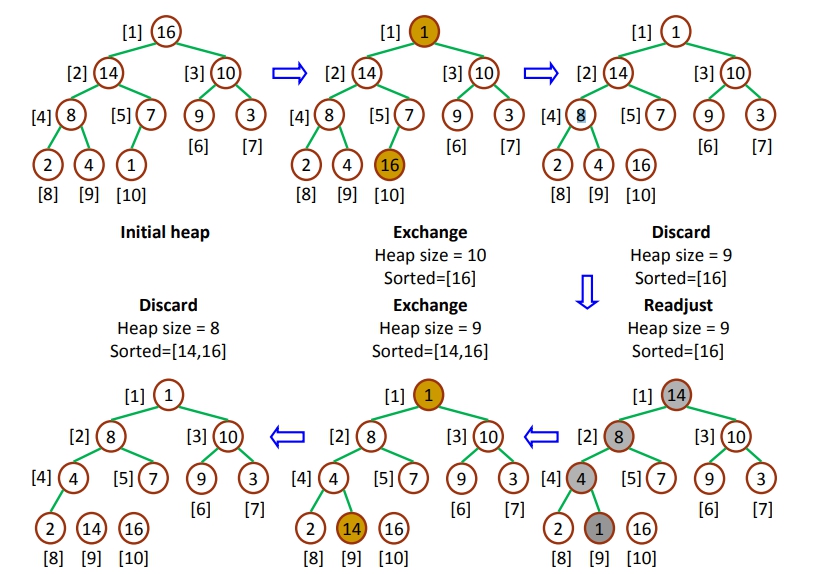 [1] 16 [1] 1 [1] 1
[2] 14 [3] 10 [2] 14 [3] 10 [2] 14 [3] 10
[4] 8 [5] 7 9 3 [4] 8 [5] 7 9 3 [4] 8 [5] 7 9 3
[6] [7] [6] [7] [6] [7]
2 4 1 2 4 16 2 4 16
[8] [9] [10] [8] [9] [10] [8] [9] [10]
Initial heap Exchange Discard
Heap size = 10 Heap size = 9
Sorted=[16] Sorted=[16]
Discard Exchange Readjust
Heap size = 8 Heap size = 9 Heap size = 9
Sorted=[14,16] Sorted=[14,16] Sorted=[16]
[1] 1 [1] 1 [1] 14
[2] 8 [3] 10 [2] 8 [3] 10 [2] 8 [3] 10
[4] 4 [5] 7 9 3 [4] 4 [5] 7 9 3 [4] 4 [5] 7 9 3
[6] [7] [6] [7] [6] [7]
2 14 16 2 14 16 2 1 16
[8] [9] [10] [8] [9] [10] [8] [9] [10]